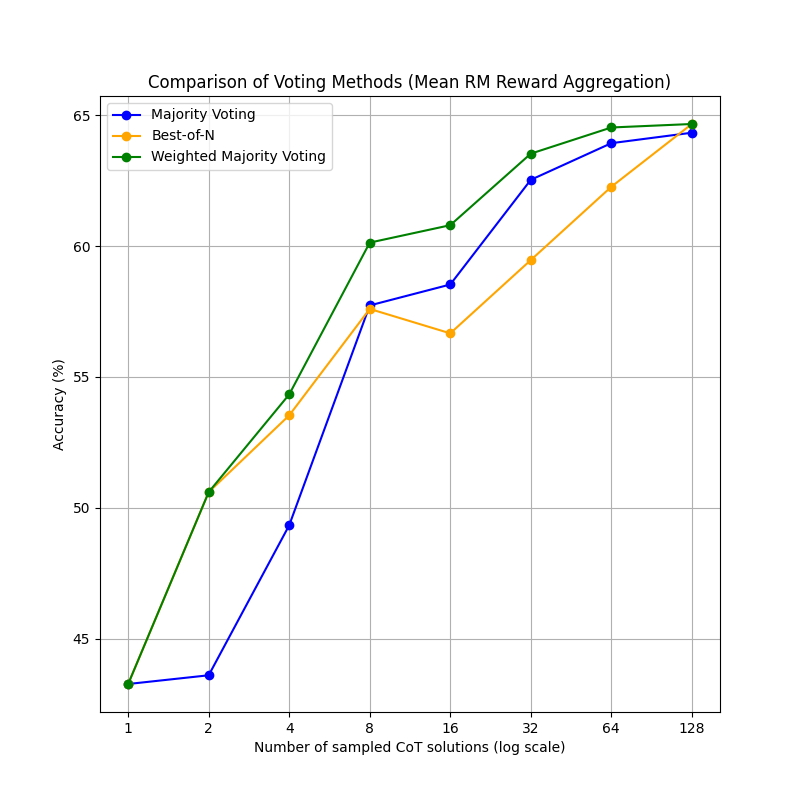 Comparison of Voting Methods (Mean RM Reward Aggregation)
Majority Voting
Best-of-N
Weighted Majority Voting
Accuracy (%)
65
60
55
50
45
1 2 4 8 16 32 64 128
Number of sampled CoT solutions (log scale)